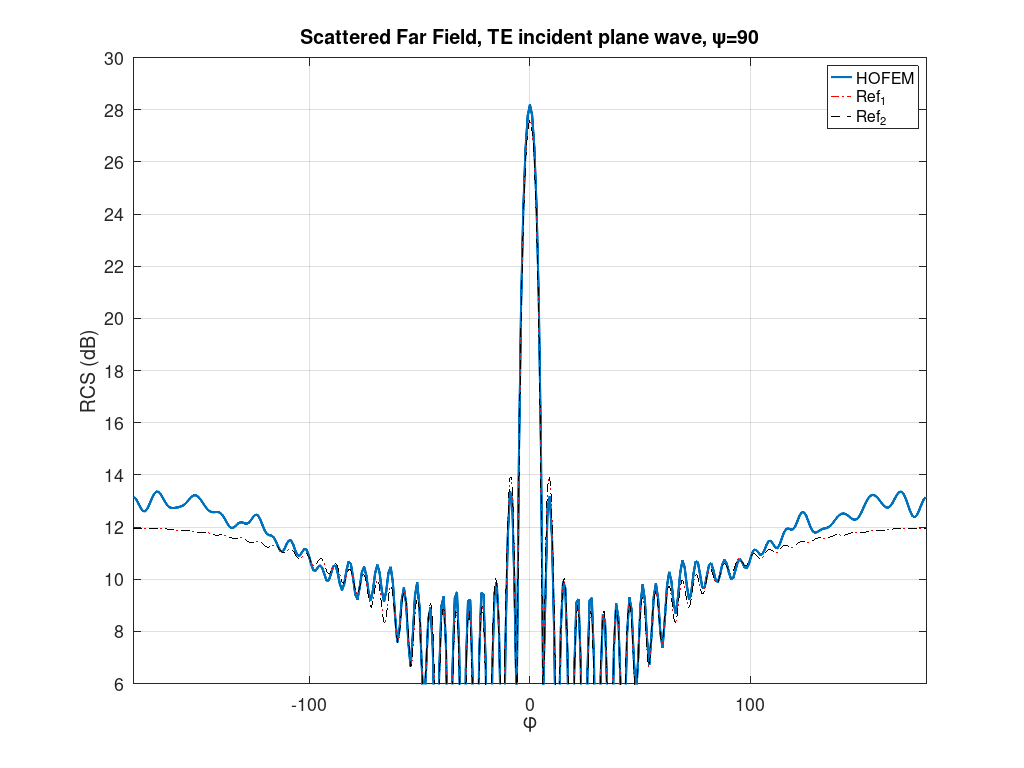 Scattered Far Field, TE incident plane wave, ψ=90
HOFEM
Ref1
Ref2
RCS (dB)
30
28
26
24
22
20
18
16
14
12
10
8
6
-100
0
100
φ